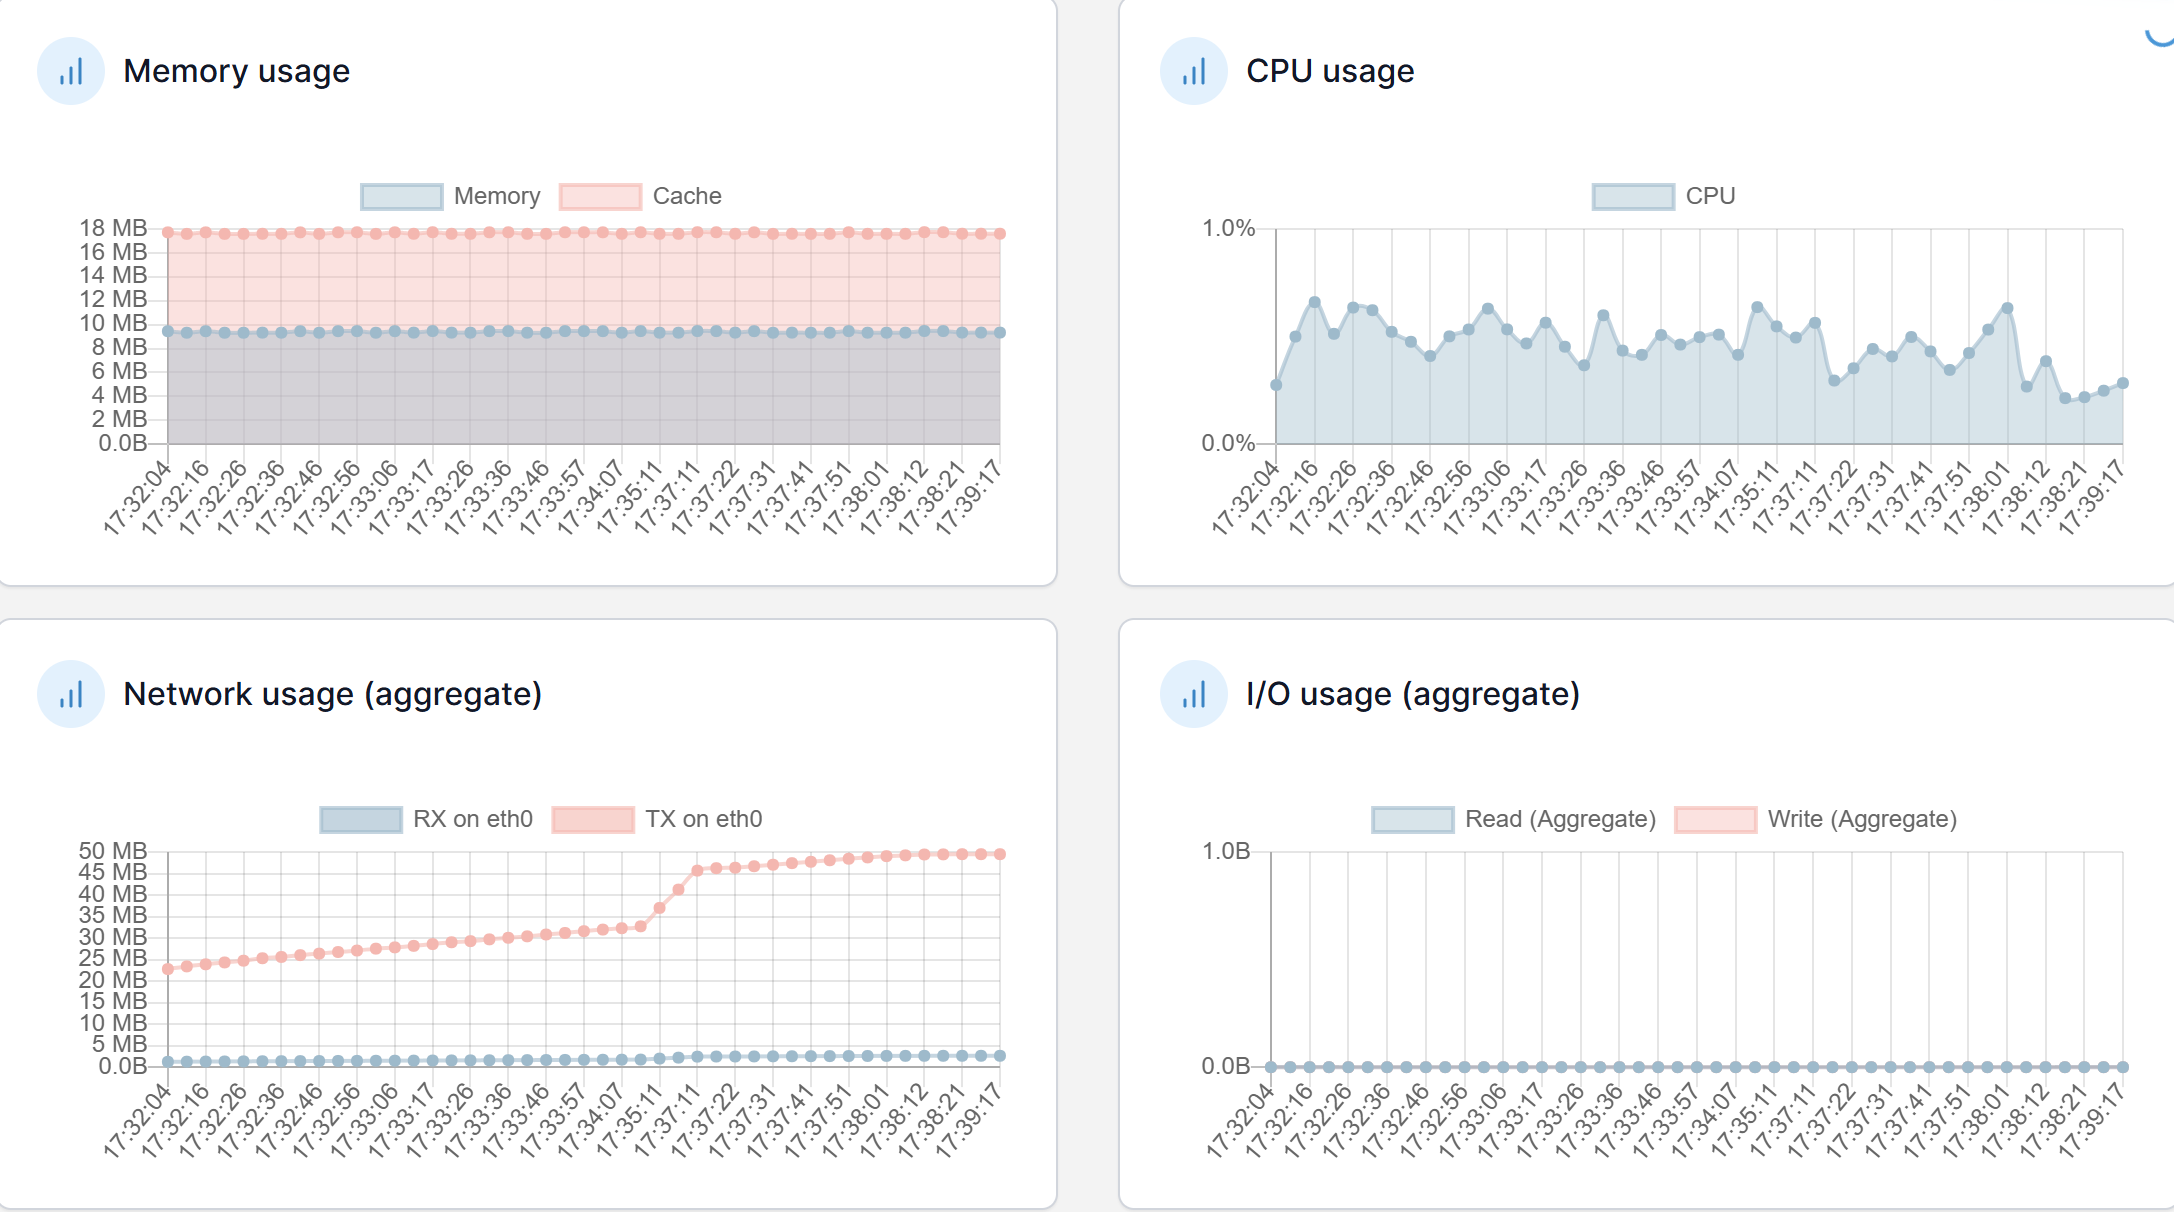 Memory usage
Memory
Cache
18 MB
16 MB
14 MB
12 MB
10 MB
8 MB
6 MB
4 MB
2 MB
0.0B
17:32:04
17:32:16
17:32:26
17:32:36
17:32:46
17:32:56
17:33:06
17:33:17
17:33:26
17:33:36
17:33:46
17:33:57
17:34:07
17:35:11
17:37:11
17:37:22
17:37:31
17:37:41
17:37:51
17:38:01
17:38:12
17:38:21
17:39:17
CPU usage
CPU
1.0%
0.0%
17:32:04
17:32:16
17:32:26
17:32:36
17:32:46
17:32:56
17:33:06
17:33:17
17:33:26
17:33:36
17:33:46
17:33:57
17:34:07
17:35:11
17:37:11
17:37:22
17:37:31
17:37:41
17:37:51
17:38:01
17:38:12
17:38:21
17:39:17
Network usage (aggregate)
RX on eth0
TX on eth0
50 MB
45 MB
40 MB
35 MB
30 MB
25 MB
20 MB
15 MB
10 MB
5 MB
0.0B
17:32:04
17:32:16
17:32:26
17:32:36
17:32:46
17:32:56
17:33:06
17:33:17
17:33:26
17:33:36
17:33:46
17:33:57
17:34:07
17:35:11
17:37:11
17:37:22
17:37:31
17:37:41
17:37:51
17:38:01
17:38:12
17:38:21
17:39:17
I/O usage (aggregate)
Read (Aggregate)
Write (Aggregate)
1.0B
0.0B
17:32:04
17:32:16
17:32:26
17:32:36
17:32:46
17:32:56
17:33:06
17:33:17
17:33:26
17:33:36
17:33:46
17:33:57
17:34:07
17:35:11
17:37:11
17:37:22
17:37:31
17:37:41
17:37:51
17:38:01
17:38:12
17:38:21
17:39:17